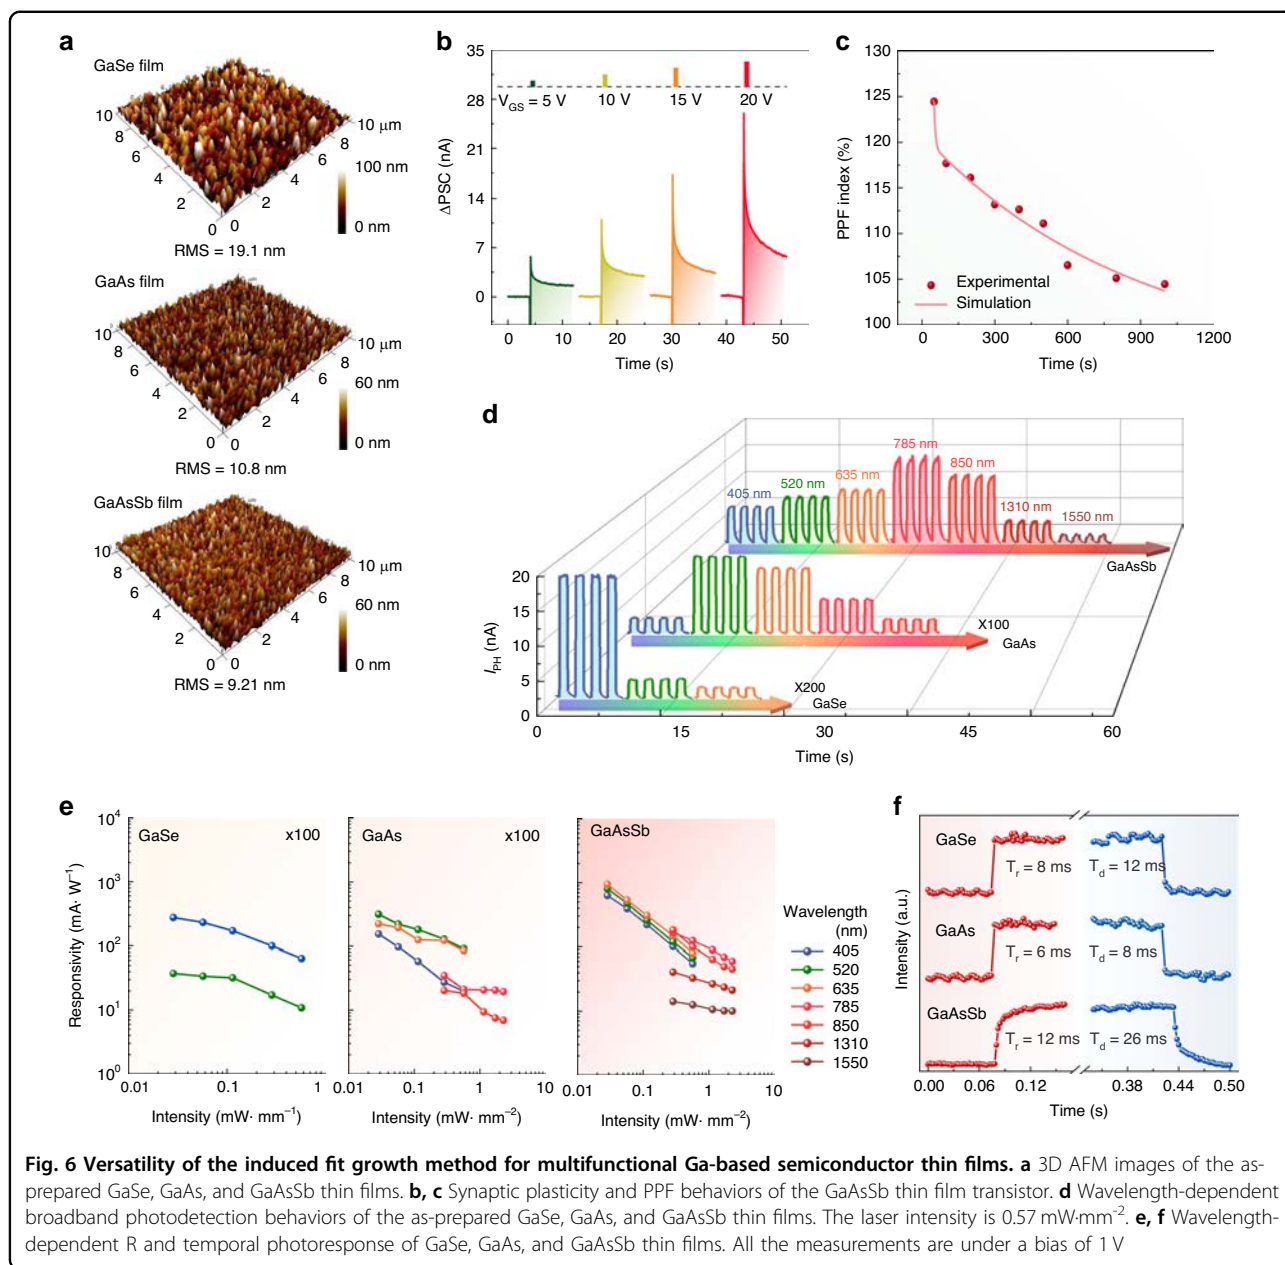 a
GaSe film
10
8
6
4
2
0
0
2
4
6
8
10 μm
100 nm
0 nm
RMS = 19.1 nm
GaAs film
10
8
6
4
2
0
0
2
4
6
8
10 μm
60 nm
0 nm
RMS = 10.8 nm
GaAsSb film
10
8
6
4
2
0
0
2
4
6
8
10 μm
60 nm
0 nm
RMS = 9.21 nm
b
35
28
21
14
7
0
ΔPSC (nA)
V_GS = 5 V
10 V
15 V
20 V
0 10 20 30 40 50
Time (s)
c
130
125
120
115
110
105
100
PPF index (%)
Experimental
Simulation
0 300 600 900 1200
Time (s)
d
405 nm
520 nm
635 nm
785 nm
850 nm
1310 nm
1550 nm
GaAsSb
X100
GaAs
X200
GaSe
20
15
10
5
0
I_PH (nA)
0 15 30 45 60
Time (s)
e
10⁴
10³
10²
10¹
10⁰
Responsivity (mA· W⁻¹)
GaSe x100
0.01 0.1 1
Intensity (mW· mm⁻¹)
GaAs x100
0.01 0.1 1 10
Intensity (mW· mm⁻²)
GaAsSb
0.01 0.1 1 10
Intensity (mW· mm⁻²)
Wavelength
(nm)
405
520
635
785
850
1310
1550
f
Intensity (a.u.)
GaSe
T_r = 8 ms
T_d = 12 ms
GaAs
T_r = 6 ms
T_d = 8 ms
GaAsSb
T_r = 12 ms
T_d = 26 ms
0.00 0.06 0.12 0.38 0.44 0.50
Time (s)
Fig. 6 Versatility of the induced fit growth method for multifunctional Ga-based semiconductor thin films. a 3D AFM images of the as-
prepared GaSe, GaAs, and GaAsSb thin films. b, c Synaptic plasticity and PPF behaviors of the GaAsSb thin film transistor. d Wavelength-dependent
broadband photodetection behaviors of the as-prepared GaSe, GaAs, and GaAsSb thin films. The laser intensity is 0.57 mW·mm⁻². e, f Wavelength-
dependent R and temporal photoresponse of GaSe, GaAs, and GaAsSb thin films. All the measurements are under a bias of 1 V